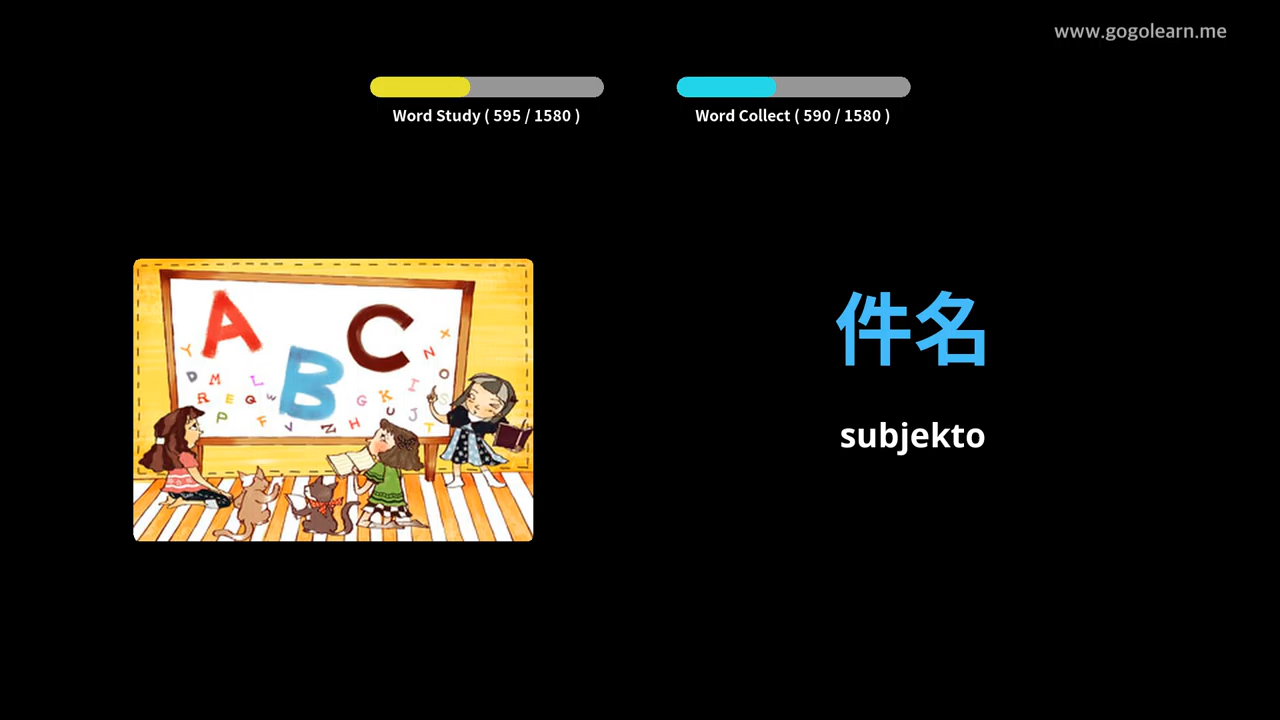 www.gogolearn.me
Word Study ( 595 / 1580 )
Word Collect ( 590 / 1580 )
A
B
C
Y
X
N
D
M
L
O
R
E
Q
W
G
K
I
S
P
F
V
Z
H
U
J
T
件名
subjekto